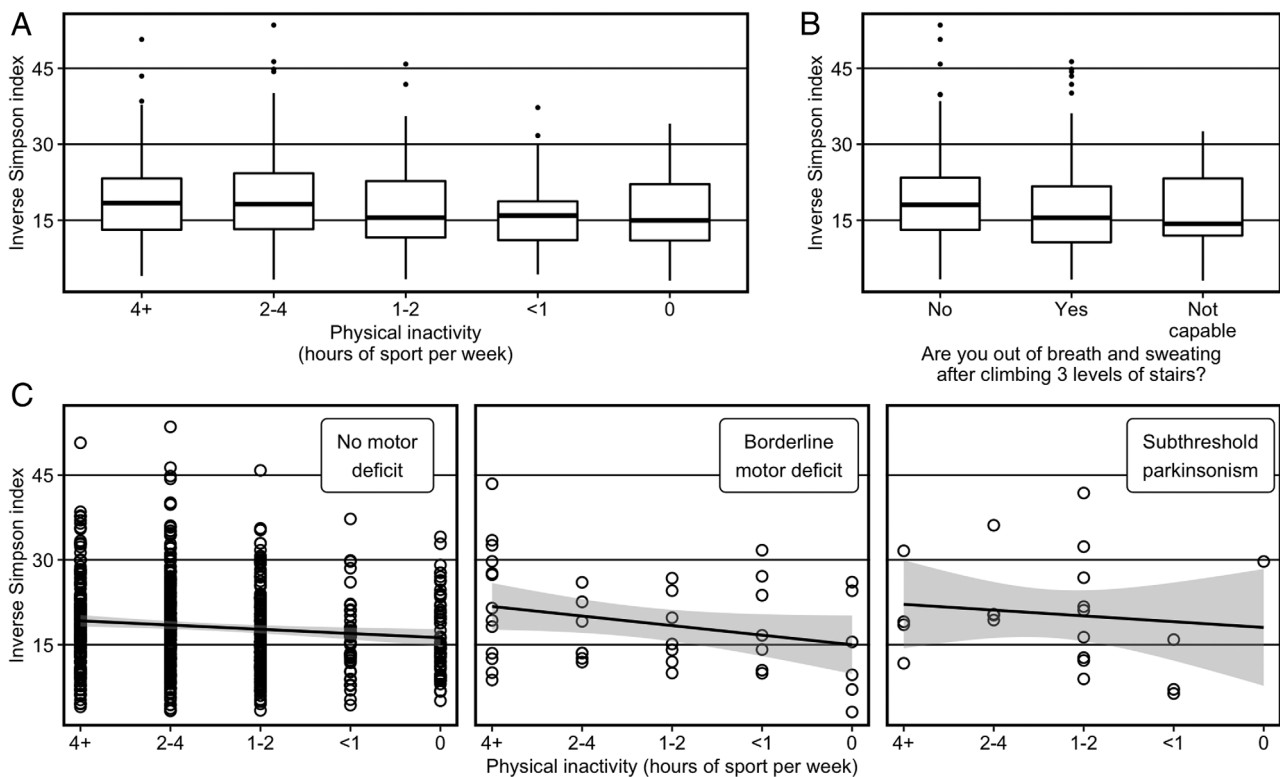 A
Inverse Simpson index
45
30
15
4+ 2-4 1-2 <1 0
Physical inactivity
(hours of sport per week)
B
Inverse Simpson index
45
30
15
No Yes Not
capable
Are you out of breath and sweating
after climbing 3 levels of stairs?
C
Inverse Simpson index
45
30
15
No motor
deficit
Borderline
motor deficit
Subthreshold
parkinsonism
4+ 2-4 1-2 <1 0
4+ 2-4 1-2 <1 0
4+ 2-4 1-2 <1 0
Physical inactivity (hours of sport per week)